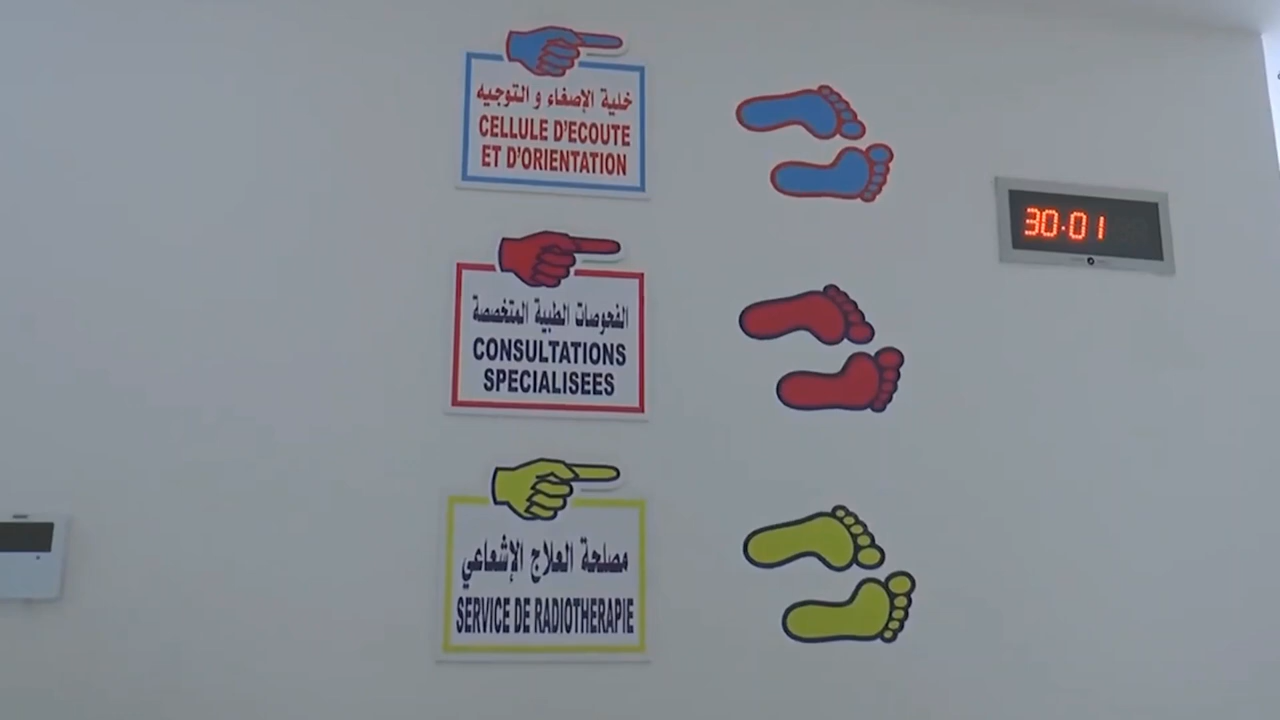 خلية الإصغاء و التوجيه
CELLULE D'ECOUTE
ET D'ORIENTATION
30·01
الفحوصات الطبية المتخصصة
CONSULTATIONS
SPECIALISEES
مصلحة العلاج الإشعاعي
SERVICE DE RADIOTHERAPIE